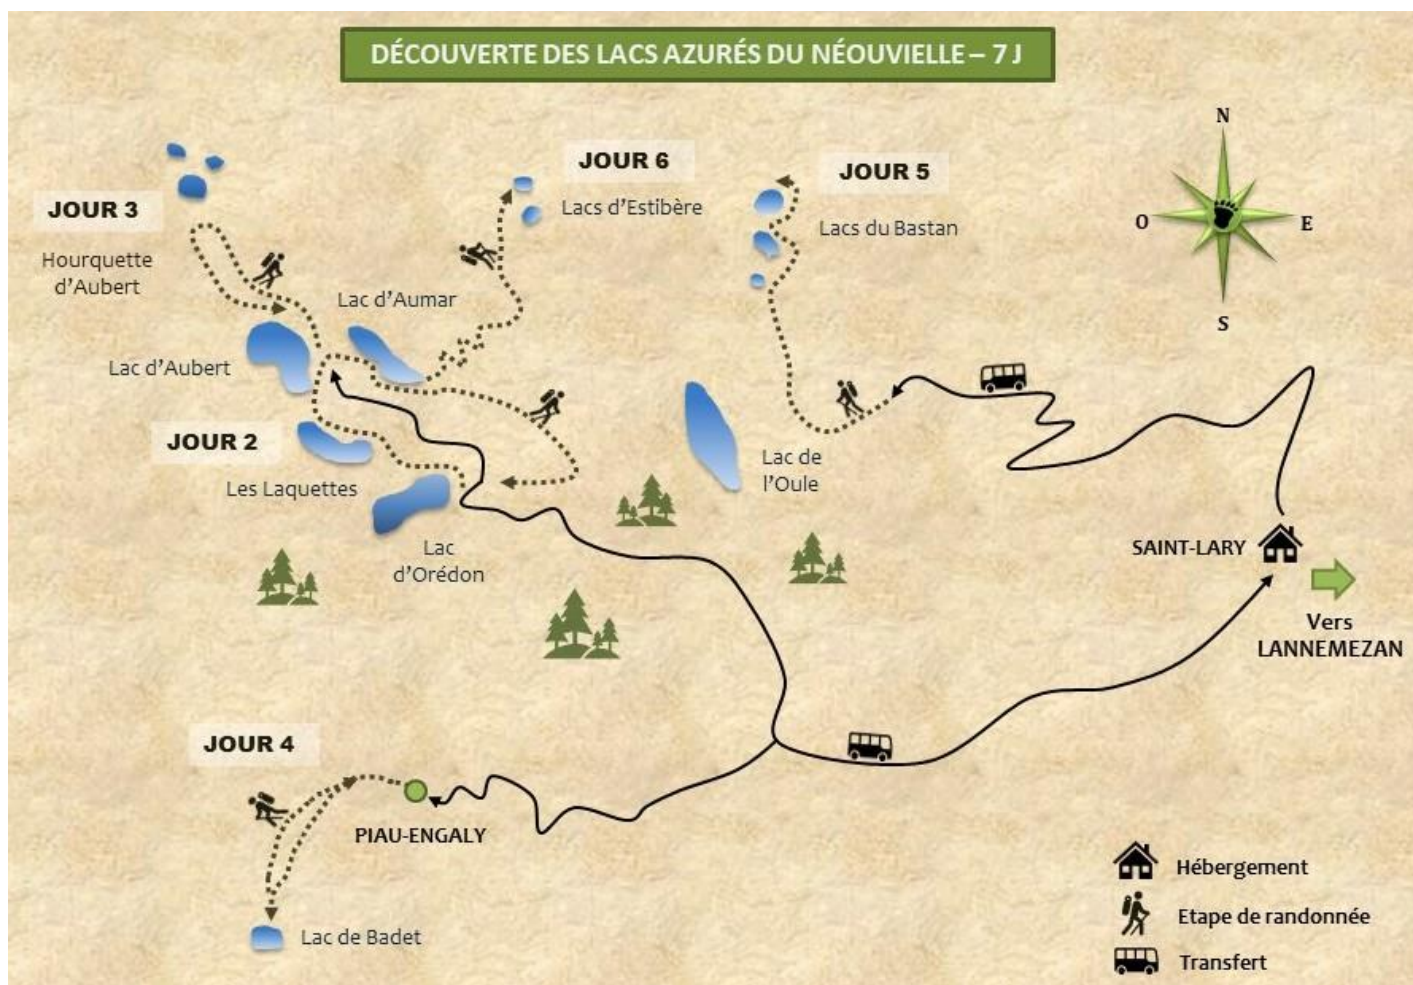 DÉCOUVERTE DES LACS AZURÉS DU NÉOUVIELLE – 7 J
N
O
E
S
JOUR 6
Lacs d'Estibère
JOUR 5
Lacs du Bastan
JOUR 3
Hourquette
d'Aubert
Lac d'Aumar
Lac d'Aubert
JOUR 2
Les Laquettes
Lac
d'Orédon
Lac de
l'Oule
SAINT-LARY
Vers
LANNEMEZAN
JOUR 4
PIAU-ENGALY
Lac de Badet
Hébergement
Etape de randonnée
Transfert